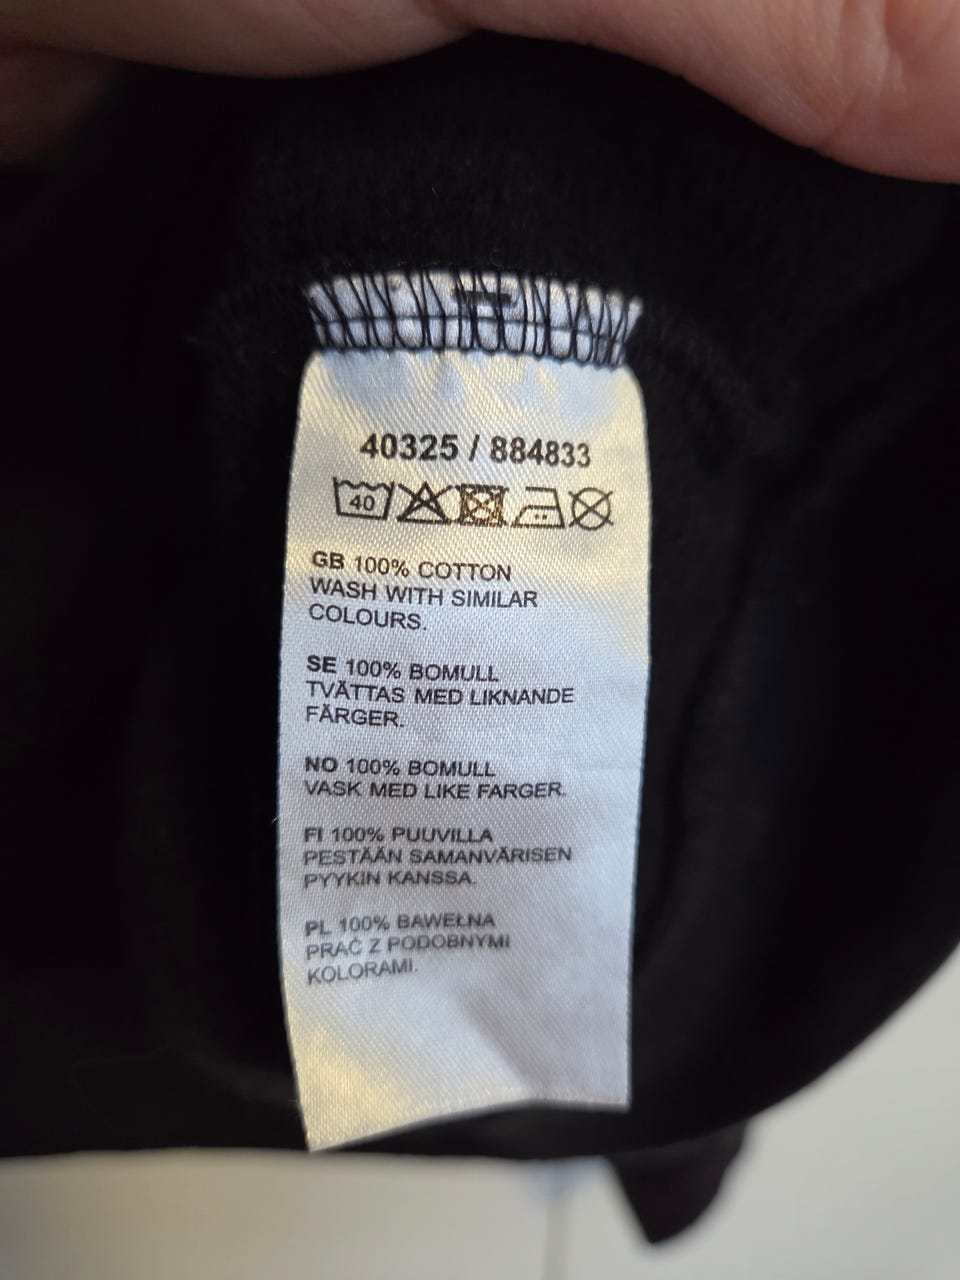 40325 / 884833
40
GB 100% COTTON
WASH WITH SIMILAR
COLOURS.
SE 100% BOMULL
TVÄTTAS MED LIKNANDE
FÄRGER.
NO 100% BOMULL
VASK MED LIKE FARGER.
FI 100% PUUVILLA
PESTÄÄN SAMANVÄRISEN
PYYKIN KANSSA.
PL 100% BAWEŁNA
PRAĆ Z PODOBNYMI
KOLORAMI.